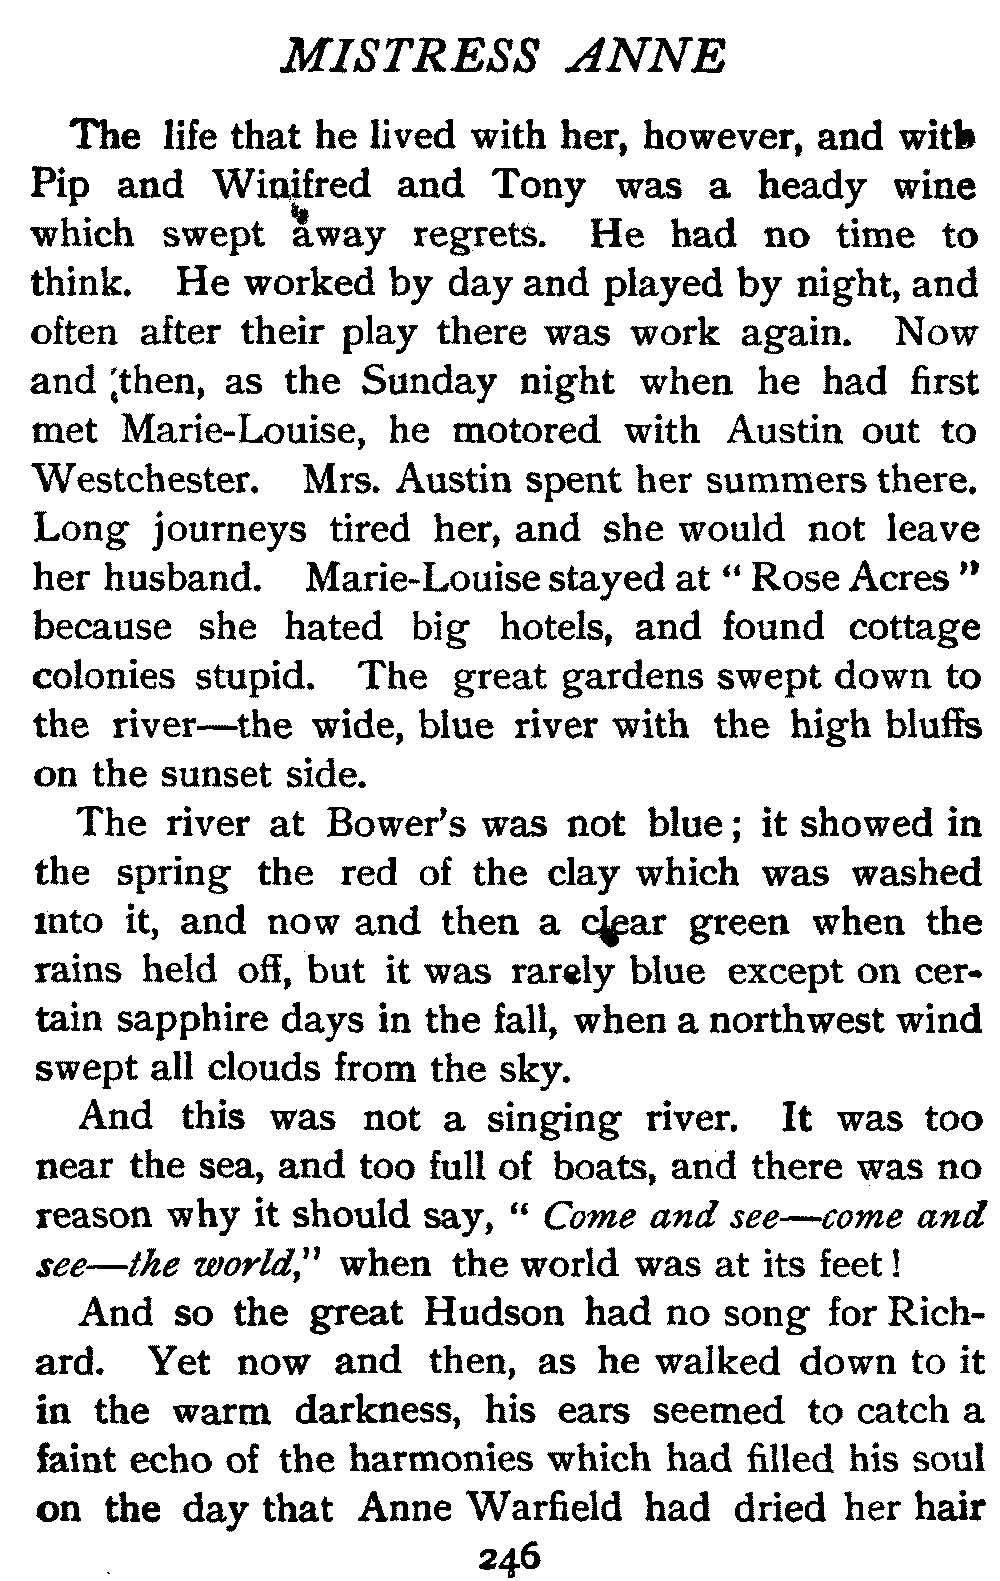 MISTRESS ANNE
The life that he lived with her, however, and with
Pip and Winifred and Tony was a heady wine
which swept away regrets. He had no time to
think. He worked by day and played by night, and
often after their play there was work again. Now
and then, as the Sunday night when he had first
met Marie-Louise, he motored with Austin out to
Westchester. Mrs. Austin spent her summers there.
Long journeys tired her, and she would not leave
her husband. Marie-Louise stayed at “ Rose Acres ”
because she hated big hotels, and found cottage
colonies stupid. The great gardens swept down to
the river—the wide, blue river with the high bluffs
on the sunset side.
The river at Bower’s was not blue ; it showed in
the spring the red of the clay which was washed
into it, and now and then a clear green when the
rains held off, but it was rarely blue except on cer-
tain sapphire days in the fall, when a northwest wind
swept all clouds from the sky.
And this was not a singing river. It was too
near the sea, and too full of boats, and there was no
reason why it should say, “ Come and see—come and
see—the world,” when the world was at its feet !
And so the great Hudson had no song for Rich-
ard. Yet now and then, as he walked down to it
in the warm darkness, his ears seemed to catch a
faint echo of the harmonies which had filled his soul
on the day that Anne Warfield had dried her hair
246